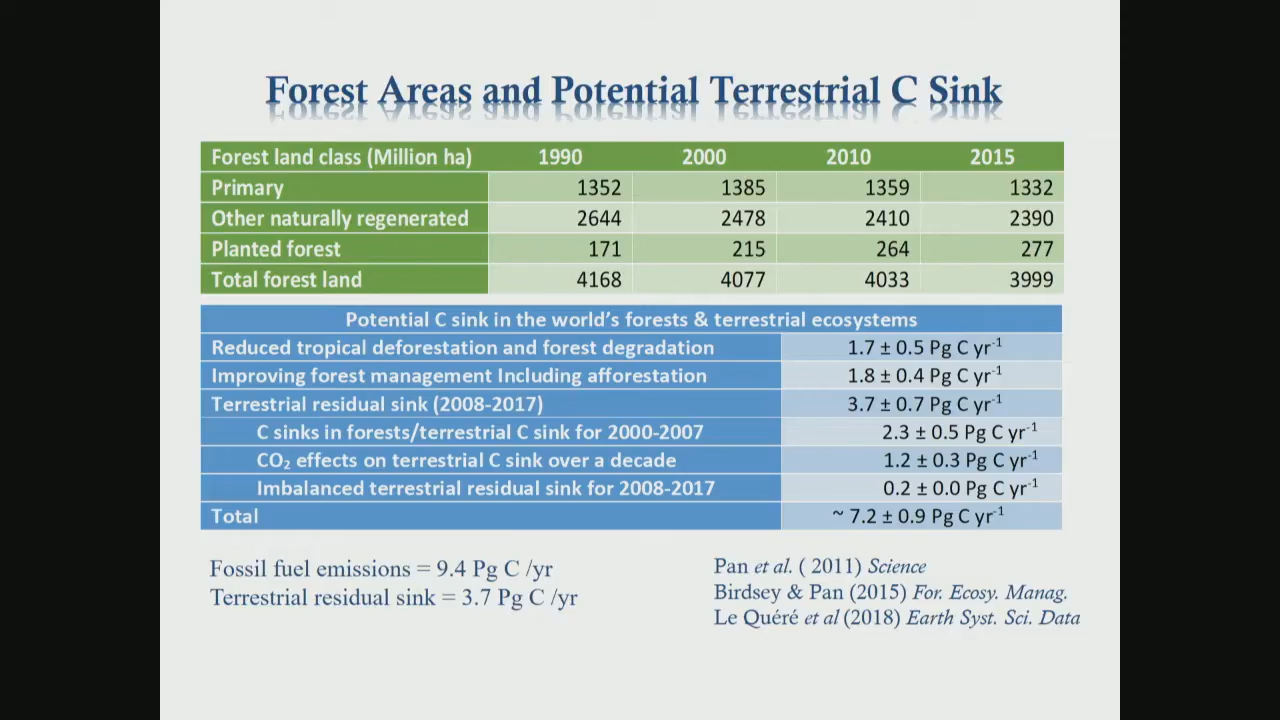 Forest Areas and Potential Terrestrial C Sink
Forest land class (Million ha) 1990 2000 2010 2015
Primary 1352 1385 1359 1332
Other naturally regenerated 2644 2478 2410 2390
Planted forest 171 215 264 277
Total forest land 4168 4077 4033 3999
Potential C sink in the world's forests & terrestrial ecosystems
Reduced tropical deforestation and forest degradation 1.7 ± 0.5 Pg C yr⁻¹
Improving forest management Including afforestation 1.8 ± 0.4 Pg C yr⁻¹
Terrestrial residual sink (2008-2017) 3.7 ± 0.7 Pg C yr⁻¹
C sinks in forests/terrestrial C sink for 2000-2007 2.3 ± 0.5 Pg C yr⁻¹
CO₂ effects on terrestrial C sink over a decade 1.2 ± 0.3 Pg C yr⁻¹
Imbalanced terrestrial residual sink for 2008-2017 0.2 ± 0.0 Pg C yr⁻¹
Total ~ 7.2 ± 0.9 Pg C yr⁻¹
Fossil fuel emissions = 9.4 Pg C /yr
Terrestrial residual sink = 3.7 Pg C /yr
Pan et al. ( 2011) Science
Birdsey & Pan (2015) For. Ecosy. Manag.
Le Quéré et al (2018) Earth Syst. Sci. Data